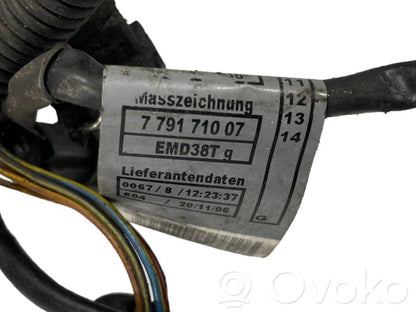 11
12
13
14
Masszeichnung
7 791 710 07
EMD38T g
Lieferantendaten
0067 / 8 / 12:23:37
604 / 20/11/06
G
Ovoko